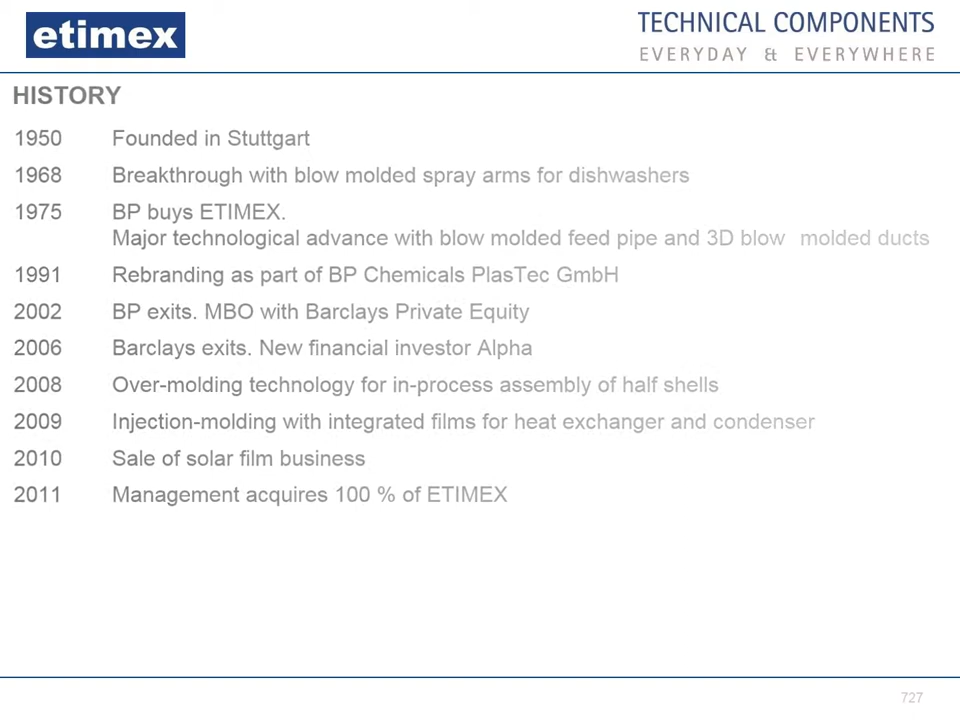 etimex
TECHNICAL COMPONENTS
EVERYDAY & EVERYWHERE
HISTORY
1950 Founded in Stuttgart
1968 Breakthrough with blow molded spray arms for dishwashers
1975 BP buys ETIMEX.
Major technological advance with blow molded feed pipe and 3D blow molded ducts
1991 Rebranding as part of BP Chemicals PlasTec GmbH
2002 BP exits. MBO with Barclays Private Equity
2006 Barclays exits. New financial investor Alpha
2008 Over-molding technology for in-process assembly of half shells
2009 Injection-molding with integrated films for heat exchanger and condenser
2010 Sale of solar film business
2011 Management acquires 100 % of ETIMEX
727